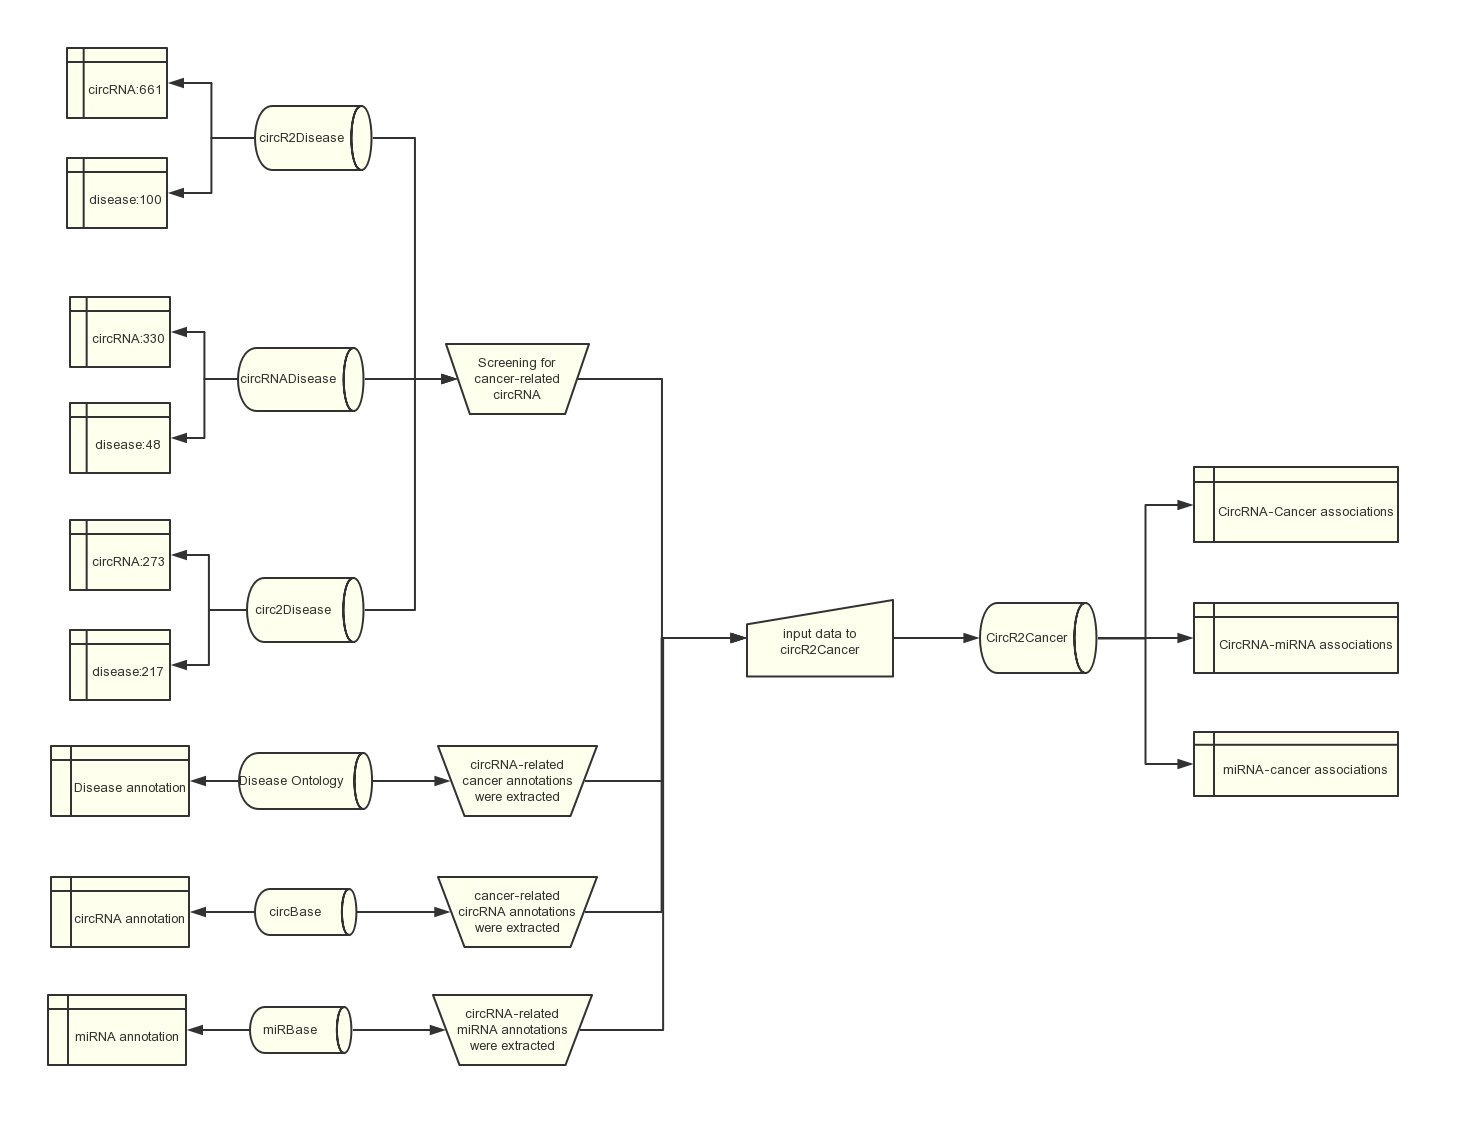 circRNA:661
circR2Disease
disease:100
circRNA:330
circRNADisease
disease:48
Screening for
cancer-related
circRNA
circRNA:273
circ2Disease
disease:217
Disease annotation
Disease Ontology
circRNA-related
cancer annotations
were extracted
circRNA annotation
circBase
cancer-related
circRNA annotations
were extracted
miRNA annotation
miRBase
circRNA-related
miRNA annotations
were extracted
input data to
circR2Cancer
CircR2Cancer
CircRNA-Cancer associations
CircRNA-miRNA associations
miRNA-cancer associations